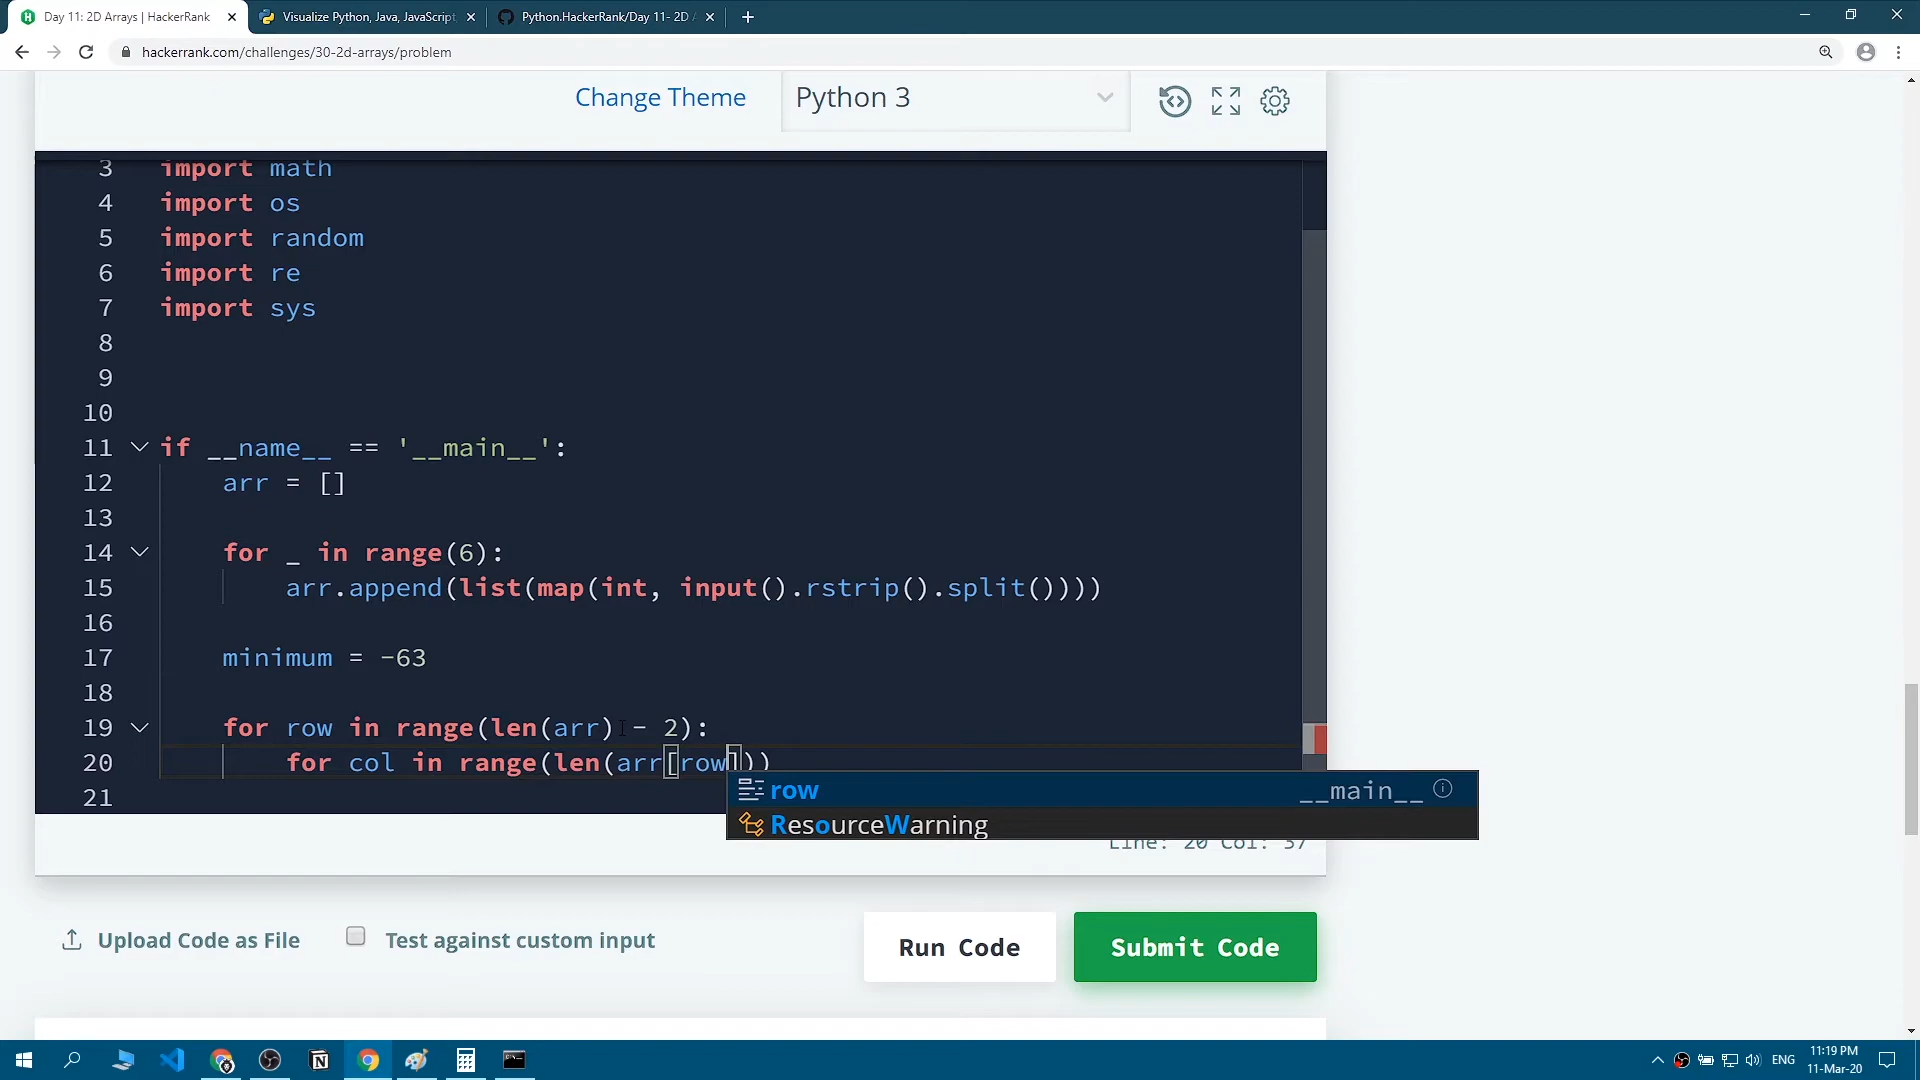 Day 11: 2D Arrays | HackerRank
Visualize Python, Java, JavaScript,
Python.HackerRank/Day 11- 2D
hackerrank.com/challenges/30-2d-arrays/problem
Change Theme
Python 3
3 import math
4 import os
5 import random
6 import re
7 import sys
8
9
10
11 if __name__ == '__main__':
12 arr = []
13
14 for _ in range(6):
15 arr.append(list(map(int, input().rstrip().split())))
16
17 minimum = -63
18
19 for row in range(len(arr) - 2):
20 for col in range(len(arr[row]))
21
row __main__
ResourceWarning
Line: 20 Col: 37
Upload Code as File
Test against custom input
Run Code
Submit Code
ENG
11:19 PM
11-Mar-20